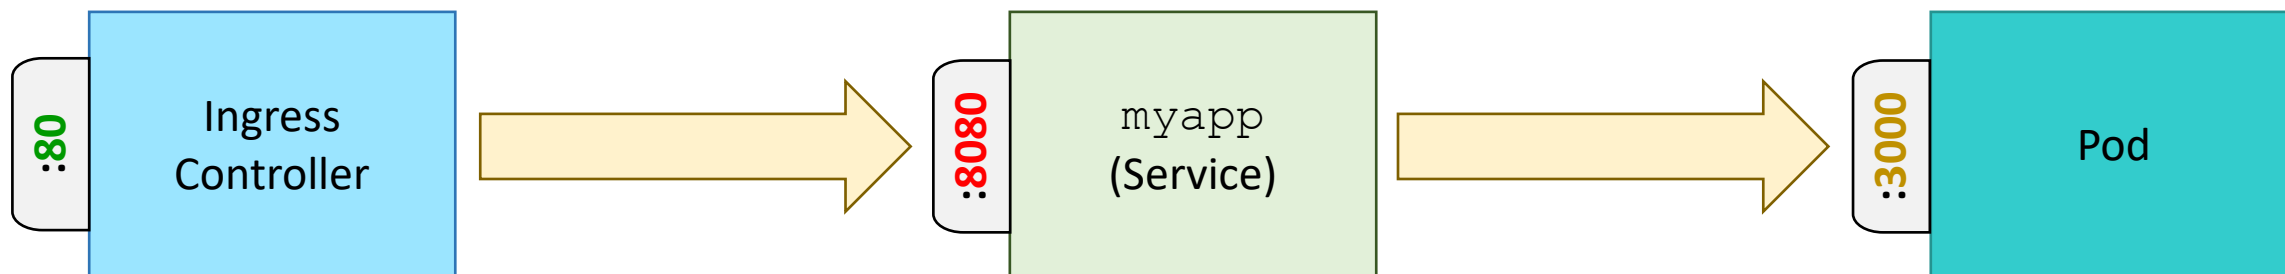 :80
Ingress
Controller
:8080
myapp
(Service)
:3000
Pod